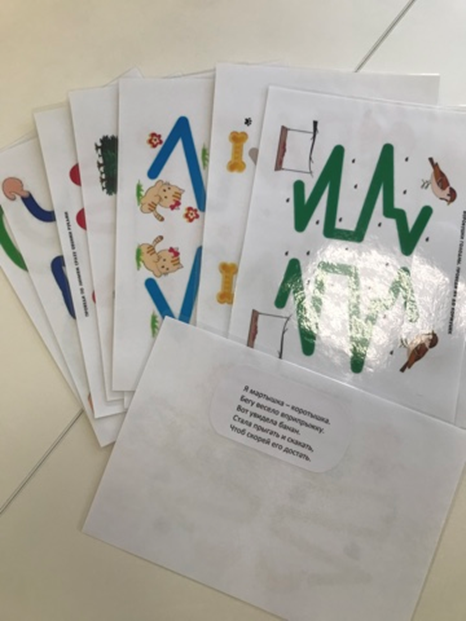 Я мартышка – коротышка.
Бегу весело вприпрыжку.
Вот увидела банан.
Стала прыгать и скакать,
Чтоб скорей его достать.